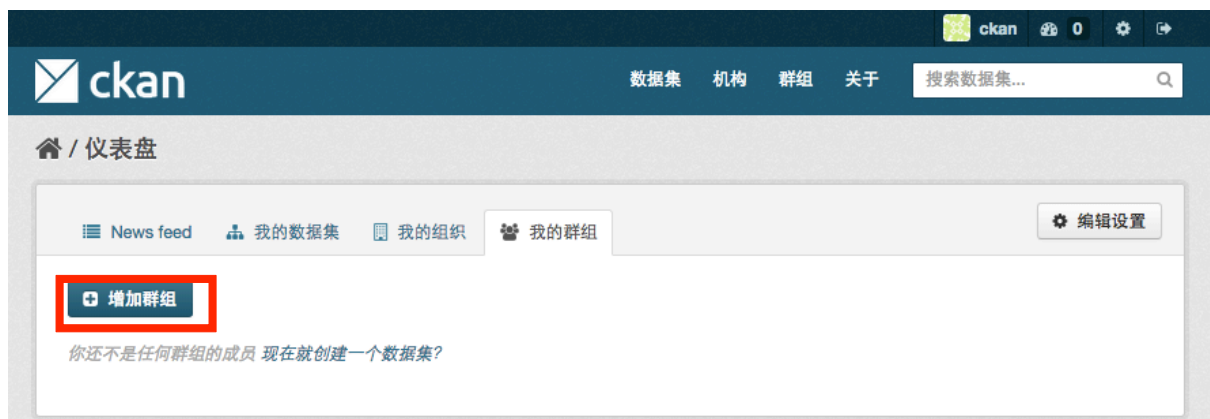 ckan 0
ckan 数据集 机构 群组 关于 搜索数据集...
/ 仪表盘
News feed 我的数据集 我的组织 我的群组 编辑设置
增加群组
你还不是任何群组的成员 现在就创建一个数据集?